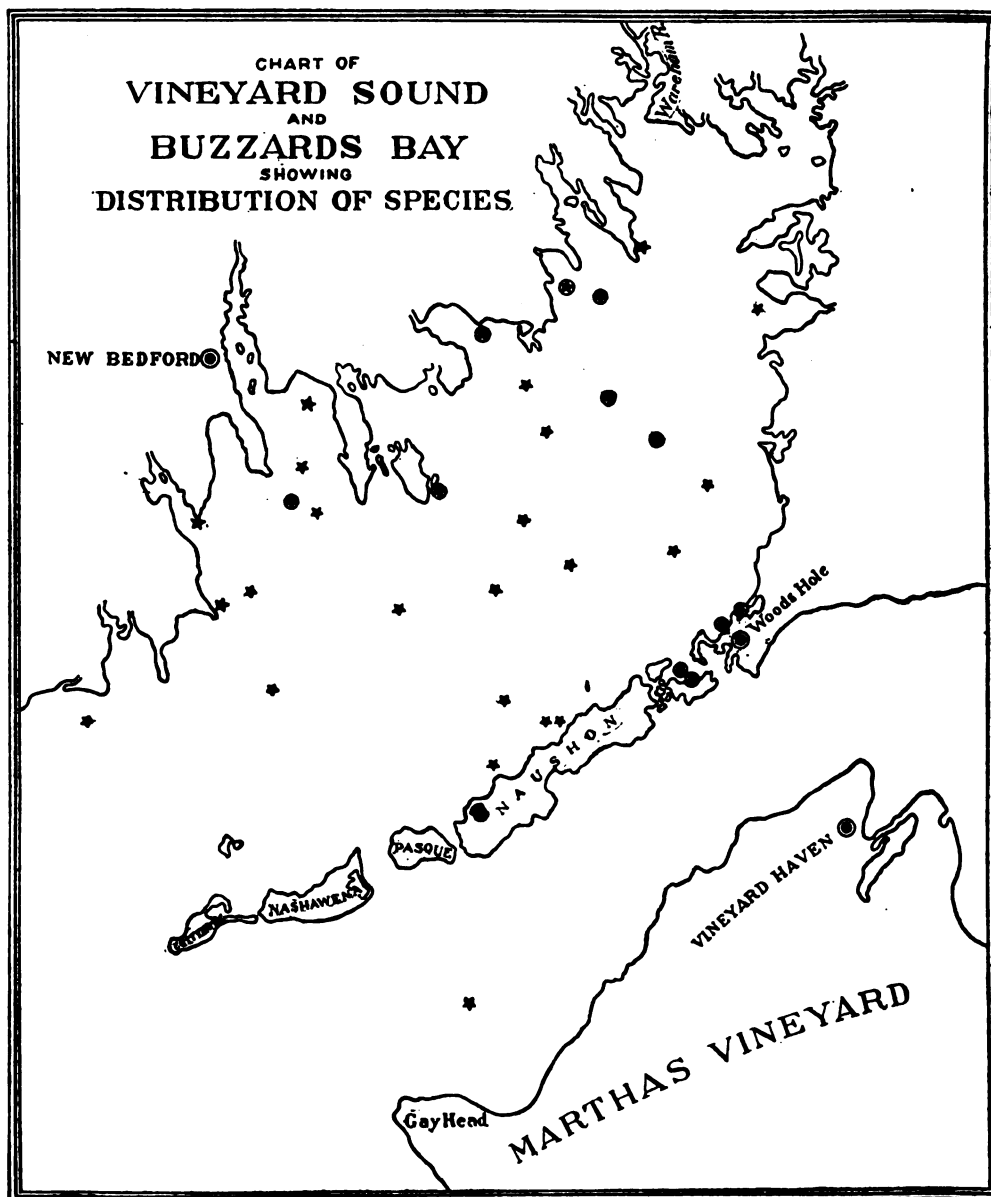 CHART OF
VINEYARD SOUND
AND
BUZZARDS BAY
SHOWING
DISTRIBUTION OF SPECIES.
Wareham R.
NEW BEDFORD
Woods Hole
NAUSHON
PASQUE
NASHAWENA
VINEYARD HAVEN
MARTHAS VINEYARD
Gay Head